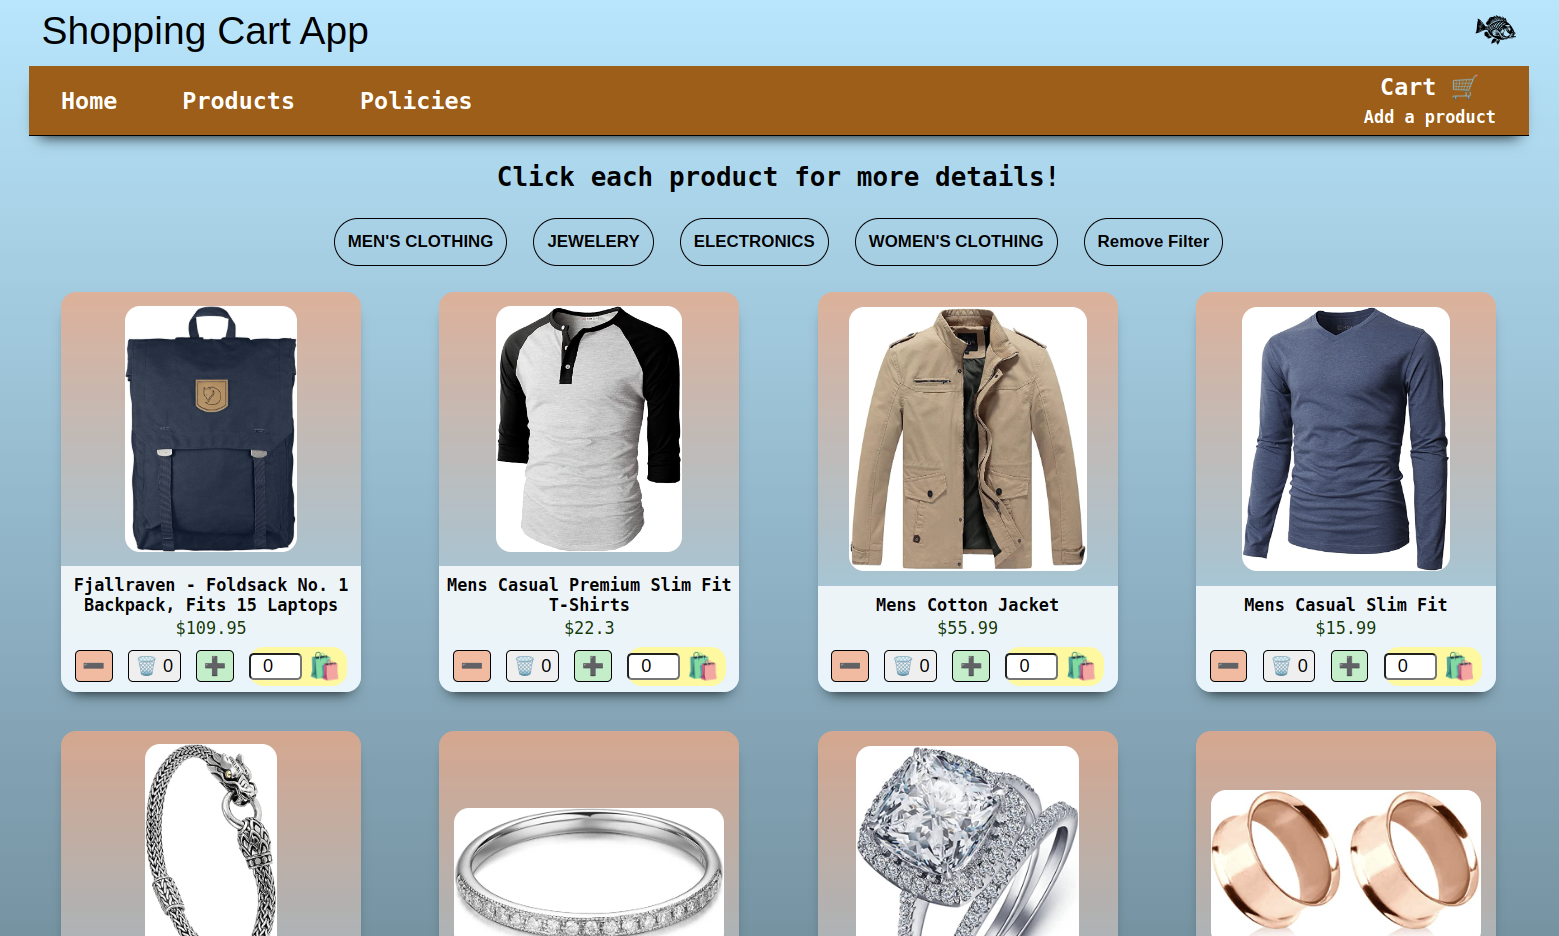 Shopping Cart App
Home Products Policies
Cart 🛒
Add a product
Click each product for more details!
MEN'S CLOTHING JEWELERY ELECTRONICS WOMEN'S CLOTHING Remove Filter
Fjallraven - Foldsack No. 1
Backpack, Fits 15 Laptops
$109.95
➖ 🗑️ 0 ➕ 0 🛍️
Mens Casual Premium Slim Fit
T-Shirts
$22.3
➖ 🗑️ 0 ➕ 0 🛍️
Mens Cotton Jacket
$55.99
➖ 🗑️ 0 ➕ 0 🛍️
Mens Casual Slim Fit
$15.99
➖ 🗑️ 0 ➕ 0 🛍️